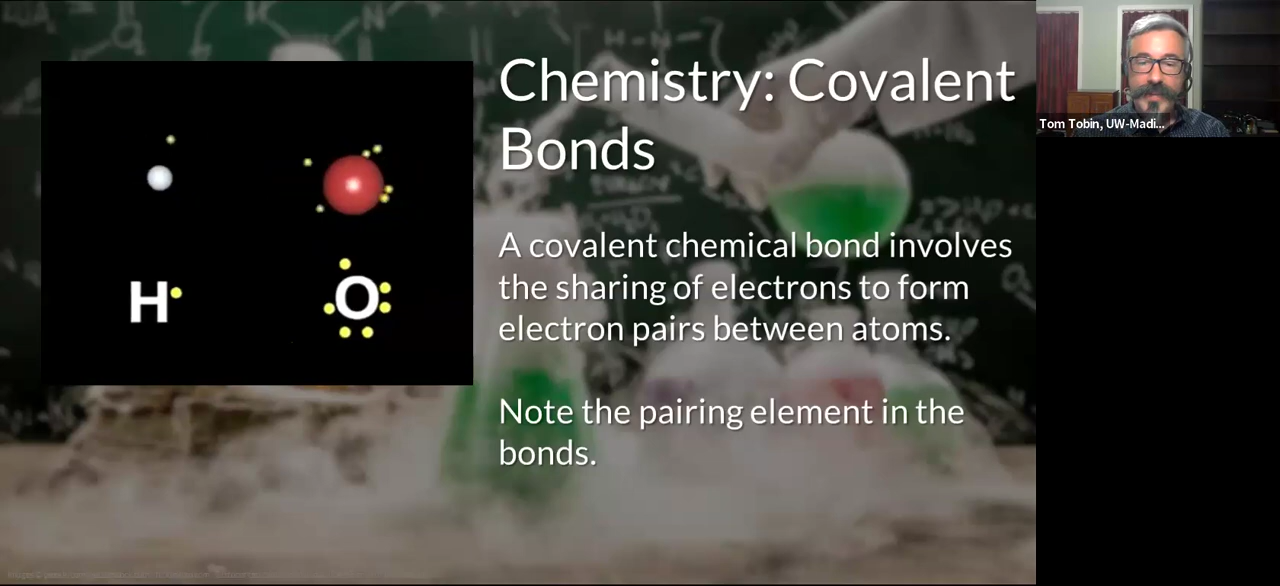 Chemistry: Covalent
Bonds
H
O
A covalent chemical bond involves
the sharing of electrons to form
electron pairs between atoms.
Note the pairing element in the
bonds.
Tom Tobin, UW-Madi...